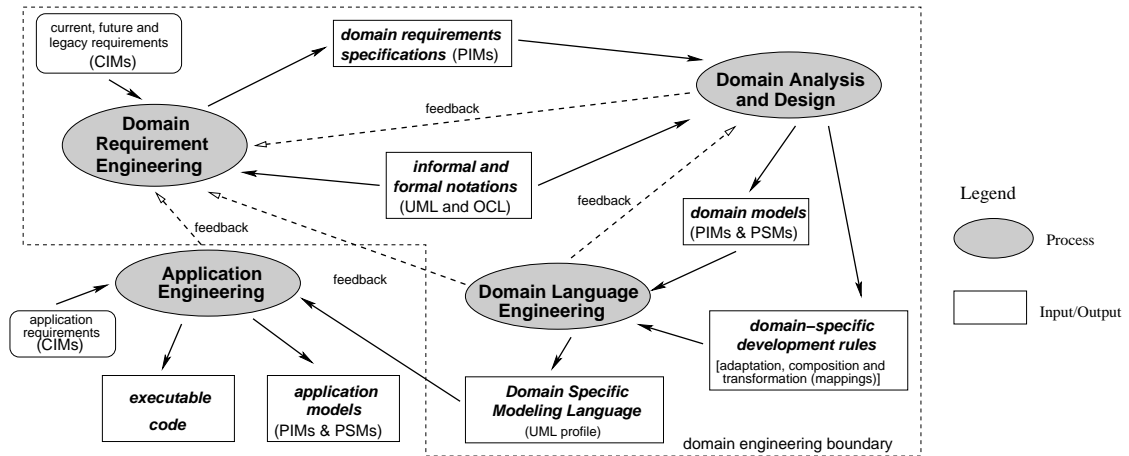 current, future and
legacy requirements
(CIMs)
domain requirements
specifications (PIMs)
Domain Analysis
and Design
feedback
Domain
Requirement
Engineering
informal and
formal notations
(UML and OCL)
feedback
domain models
(PIMs & PSMs)
Legend
Process
Input/Output
feedback
Application
Engineering
feedback
Domain Language
Engineering
application
requirements
(CIMs)
domain–specific
development rules
[adaptation, composition and
transformation (mappings)]
executable
code
application
models
(PIMs & PSMs)
Domain Specific
Modeling Language
(UML profile)
domain engineering boundary